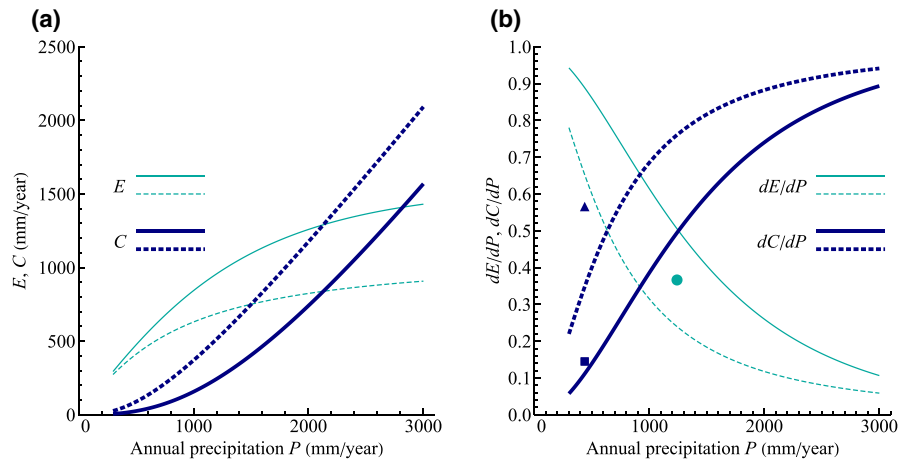 (a)
2500
2000
1500
1000
500
0
E
C
E, C (mm/year)
0
1000
2000
3000
Annual precipitation P (mm/year)
(b)
1.0
0.9
0.8
0.7
0.6
0.5
0.4
0.3
0.2
0.1
0.0
dE/dP
dC/dP
dE/dP, dC/dP
0
1000
2000
3000
Annual precipitation P (mm/year)